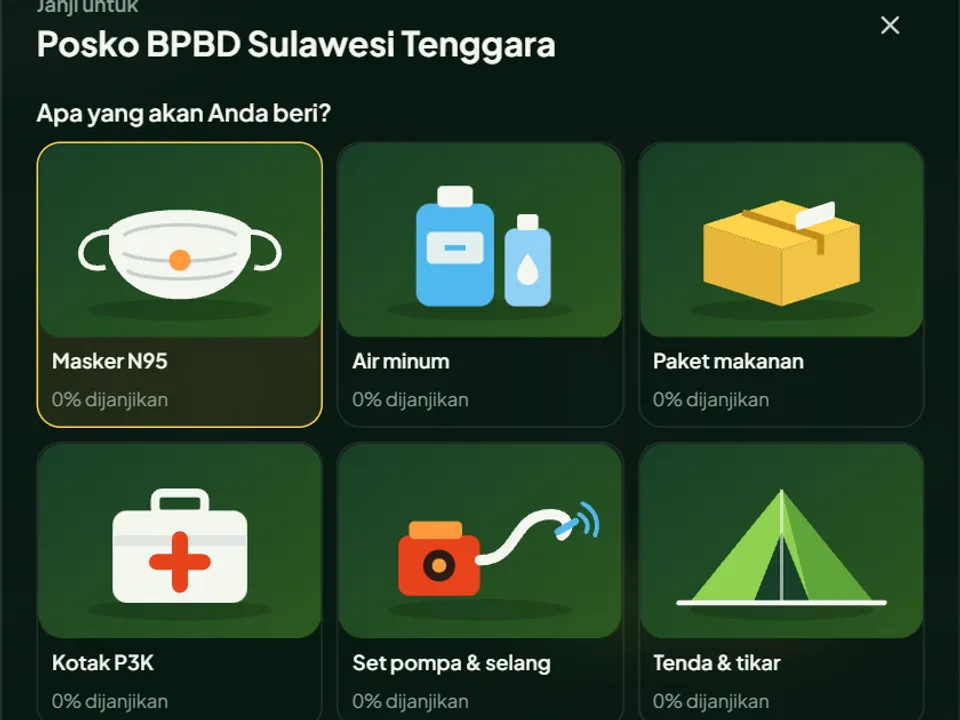 Janji untuk
Posko BPBD Sulawesi Tenggara
Apa yang akan Anda beri?
Masker N95
0% dijanjikan
Air minum
0% dijanjikan
Paket makanan
0% dijanjikan
Kotak P3K
0% dijanjikan
Set pompa & selang
0% dijanjikan
Tenda & tikar
0% dijanjikan